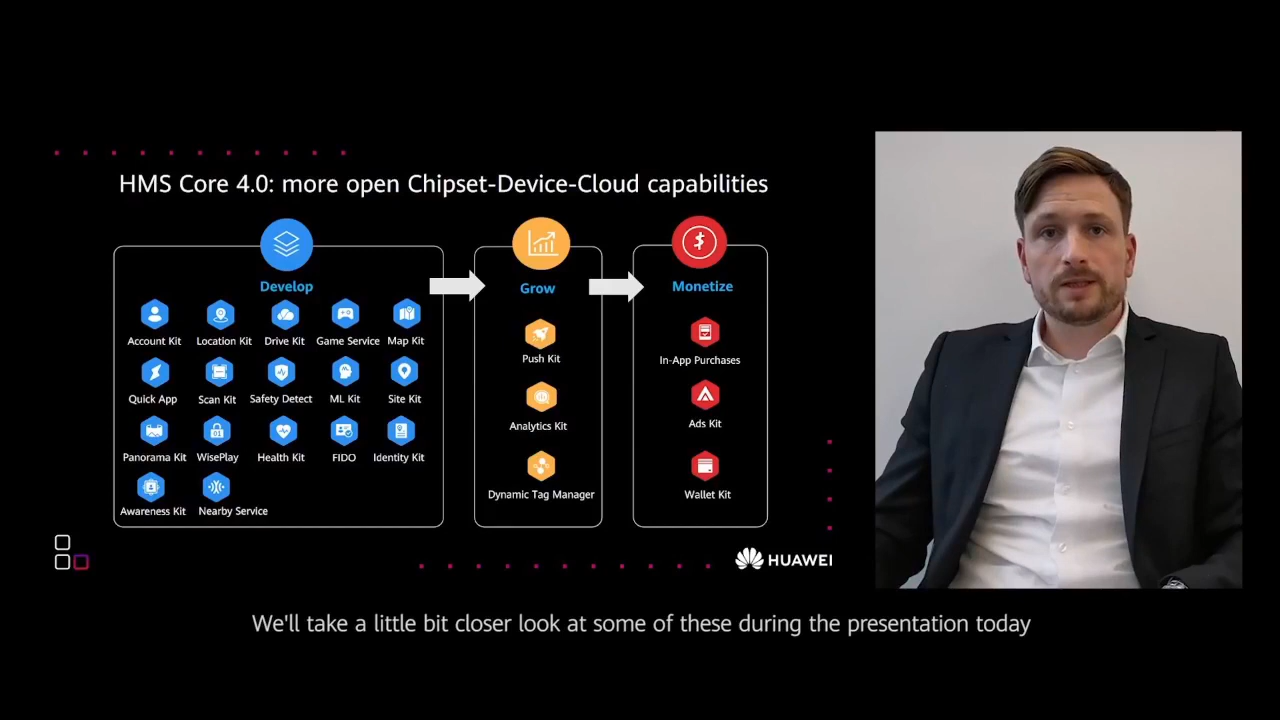 HMS Core 4.0: more open Chipset-Device-Cloud capabilities
Develop
Account Kit Location Kit Drive Kit Game Service Map Kit
Quick App Scan Kit Safety Detect ML Kit Site Kit
Panorama Kit WisePlay Health Kit FIDO Identity Kit
Awareness Kit Nearby Service
Grow
Push Kit
Analytics Kit
Dynamic Tag Manager
Monetize
In-App Purchases
Ads Kit
Wallet Kit
HUAWEI
We'll take a little bit closer look at some of these during the presentation today